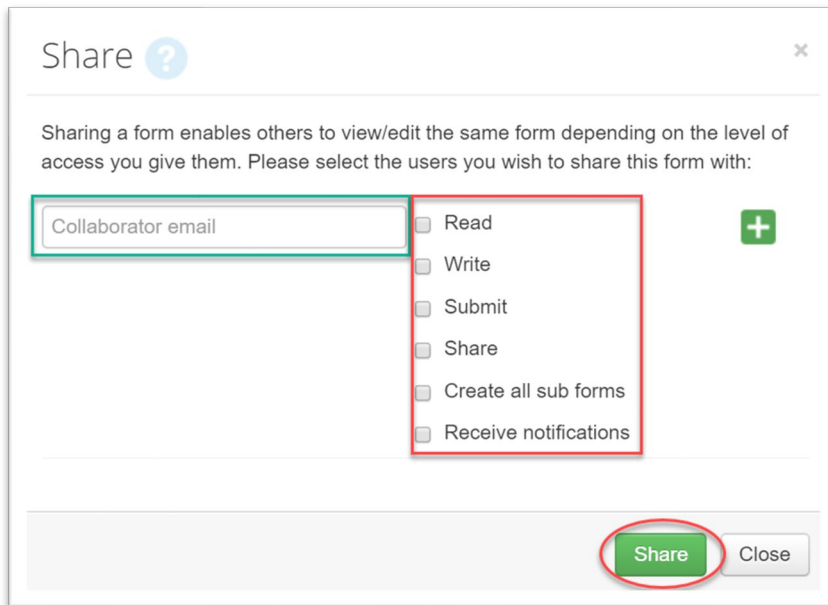 Share ?
×
Sharing a form enables others to view/edit the same form depending on the level of
access you give them. Please select the users you wish to share this form with:
Collaborator email
Read
Write
Submit
Share
Create all sub forms
Receive notifications
Share
Close